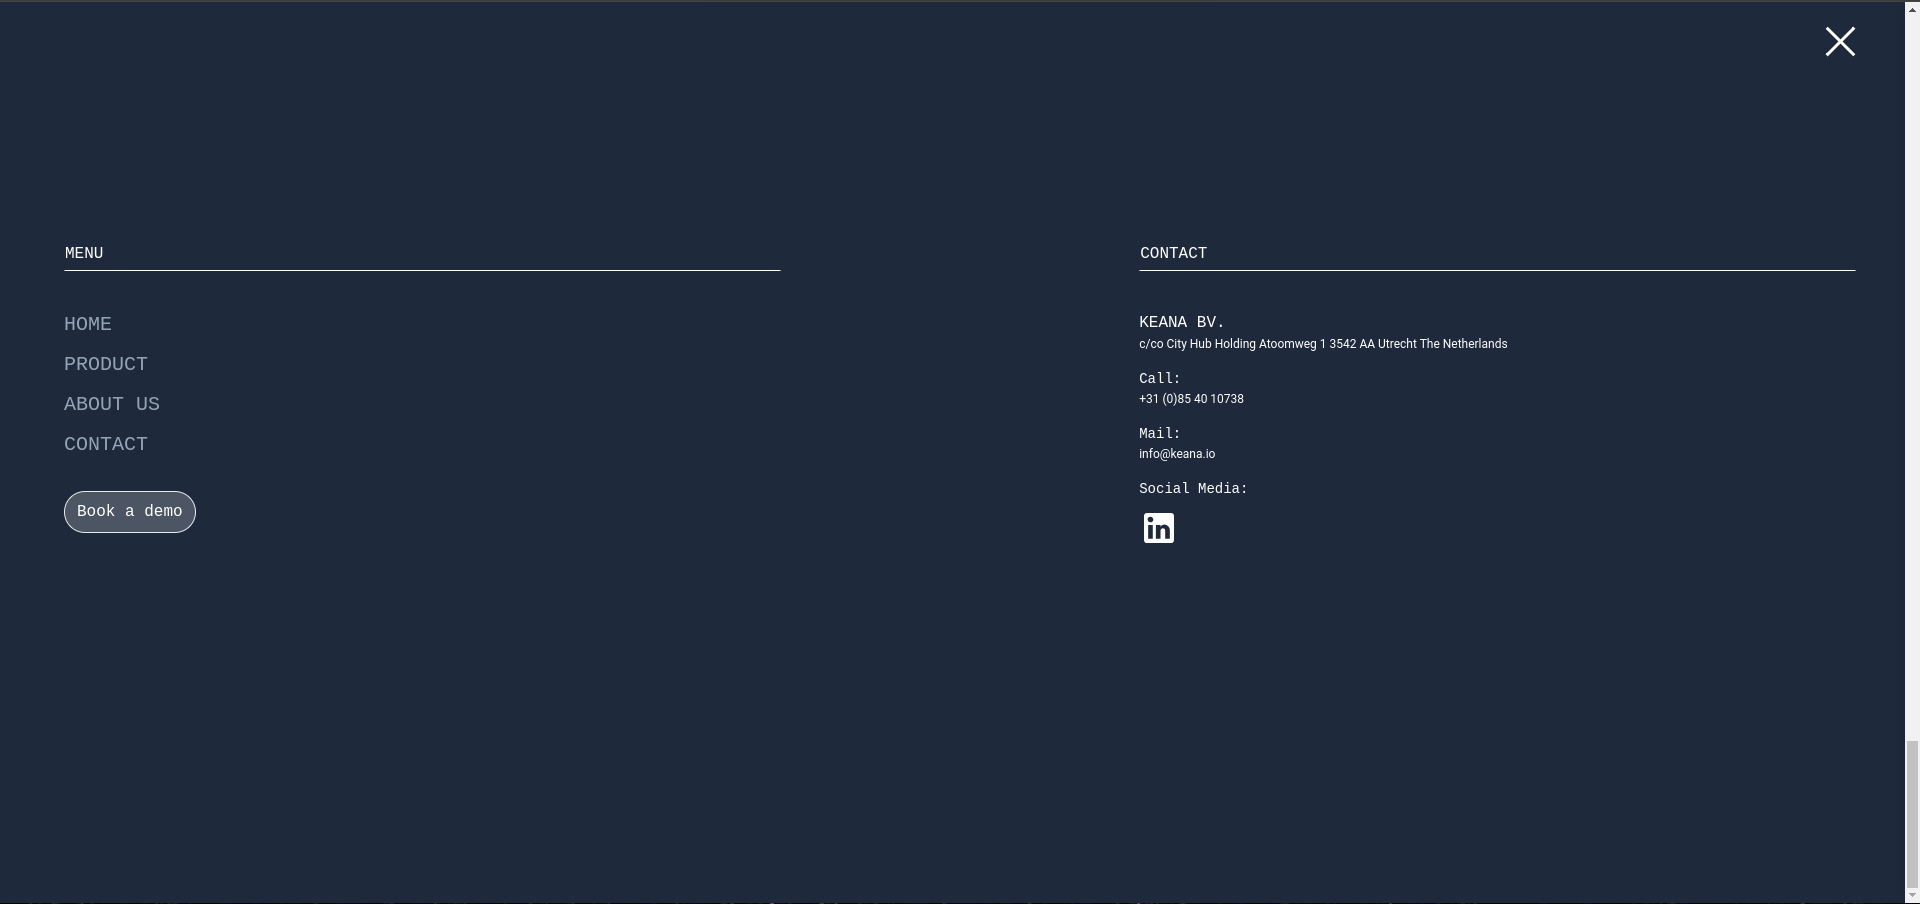 MENU
HOME
PRODUCT
ABOUT US
CONTACT
Book a demo
CONTACT
KEANA BV.
c/co City Hub Holding Atoomweg 1 3542 AA Utrecht The Netherlands
Call:
+31 (0)85 40 10738
Mail:
info@keana.io
Social Media:
in